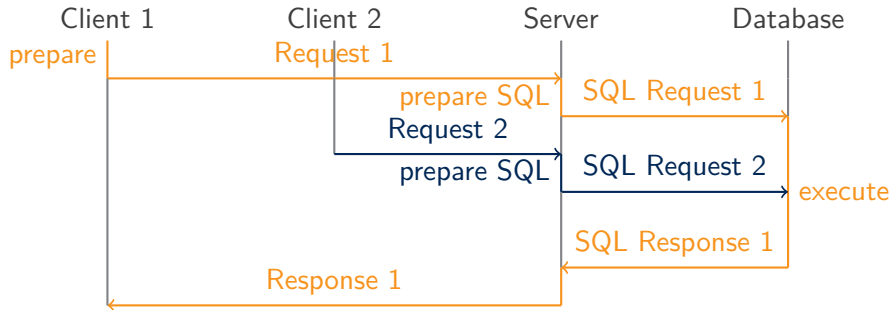 Client 1
Client 2
Server
Database
prepare
Request 1
prepare SQL
SQL Request 1
Request 2
prepare SQL
SQL Request 2
execute
SQL Response 1
Response 1